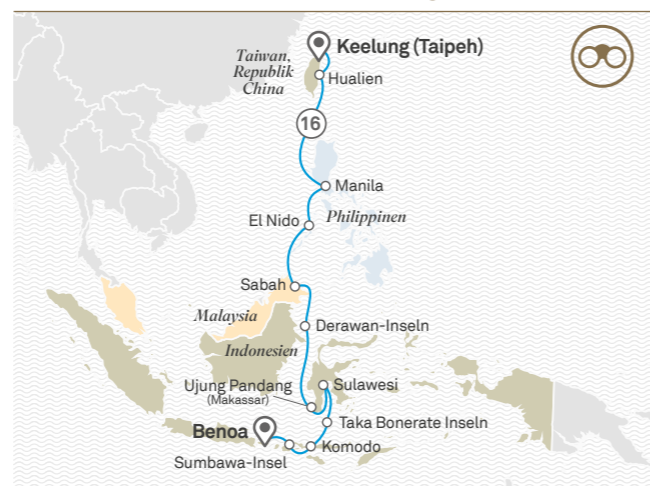 Keelung (Taipeh)
Taiwan,
Republik
China
Hualien
16
Manila
Philippinen
El Nido
Sabah
Malaysia
Derawan-Inseln
Indonesien
Ujung Pandang
(Makassar)
Sulawesi
Taka Bonerate Inseln
Benoa
Komodo
Sumbawa-Insel